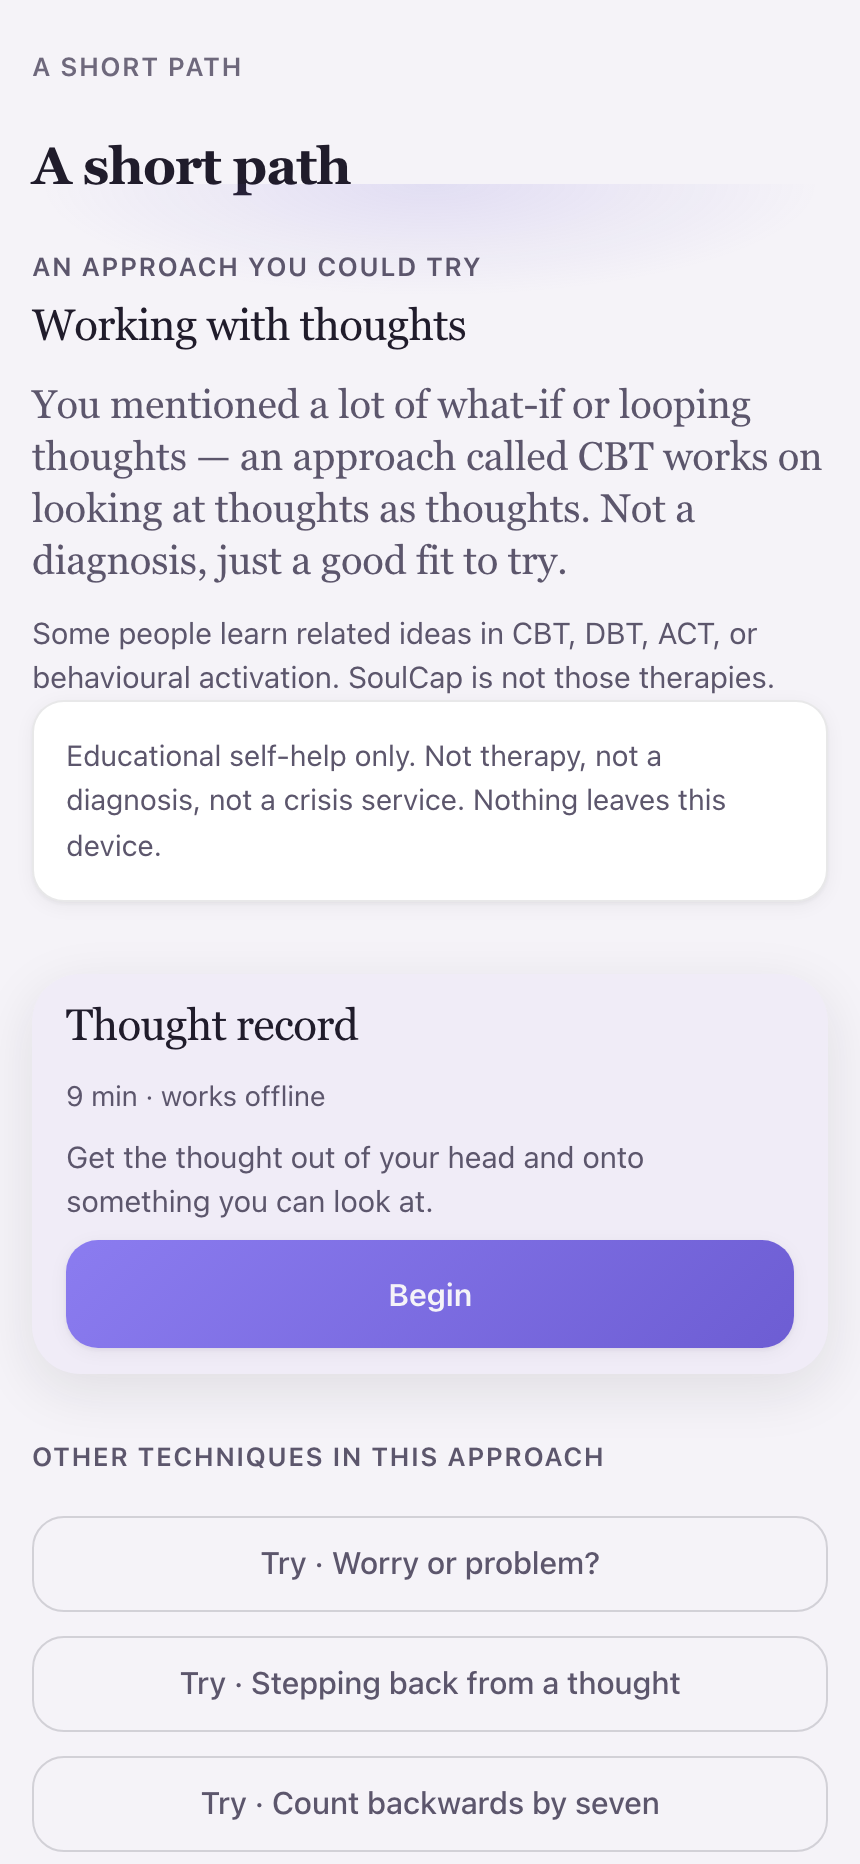 A SHORT PATH
A short path
AN APPROACH YOU COULD TRY
Working with thoughts
You mentioned a lot of what-if or looping
thoughts — an approach called CBT works on
looking at thoughts as thoughts. Not a
diagnosis, just a good fit to try.
Some people learn related ideas in CBT, DBT, ACT, or
behavioural activation. SoulCap is not those therapies.
Educational self-help only. Not therapy, not a
diagnosis, not a crisis service. Nothing leaves this
device.
Thought record
9 min · works offline
Get the thought out of your head and onto
something you can look at.
Begin
OTHER TECHNIQUES IN THIS APPROACH
Try · Worry or problem?
Try · Stepping back from a thought
Try · Count backwards by seven